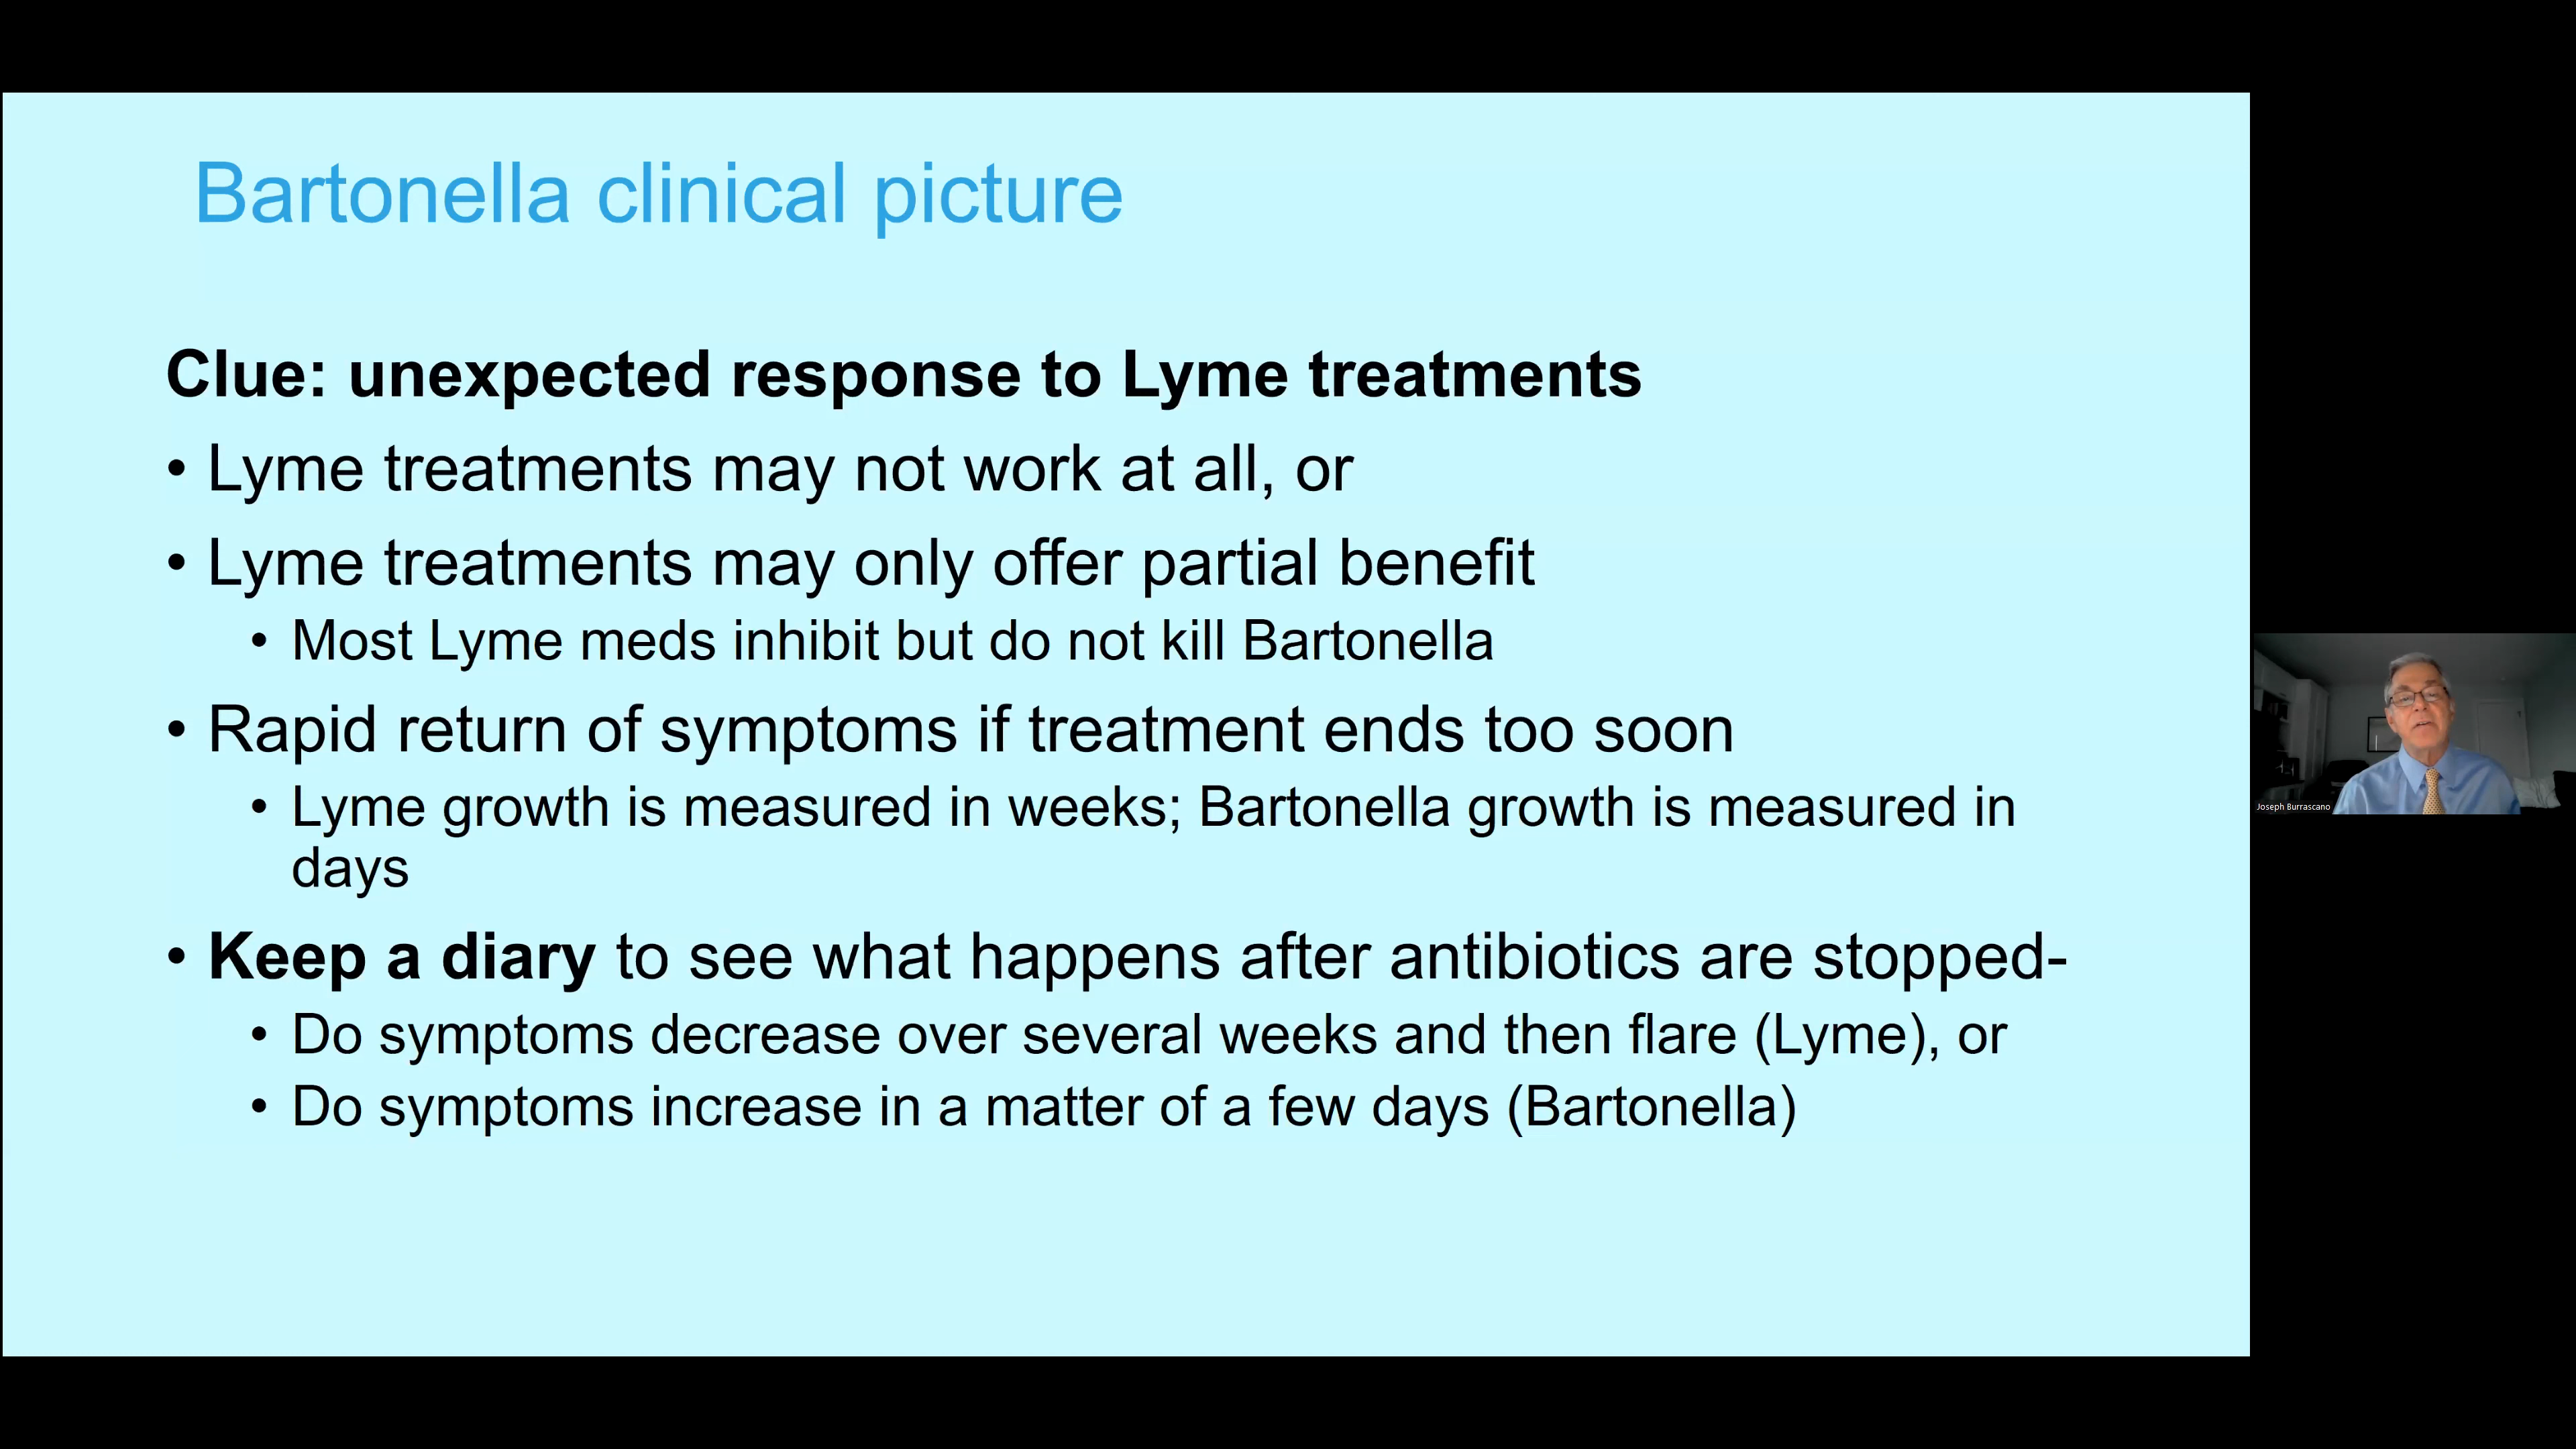 Bartonella clinical picture
Clue: unexpected response to Lyme treatments
• Lyme treatments may not work at all, or
• Lyme treatments may only offer partial benefit
• Most Lyme meds inhibit but do not kill Bartonella
• Rapid return of symptoms if treatment ends too soon
• Lyme growth is measured in weeks; Bartonella growth is measured in
days
• Keep a diary to see what happens after antibiotics are stopped-
• Do symptoms decrease over several weeks and then flare (Lyme), or
• Do symptoms increase in a matter of a few days (Bartonella)
Joseph Burrascano